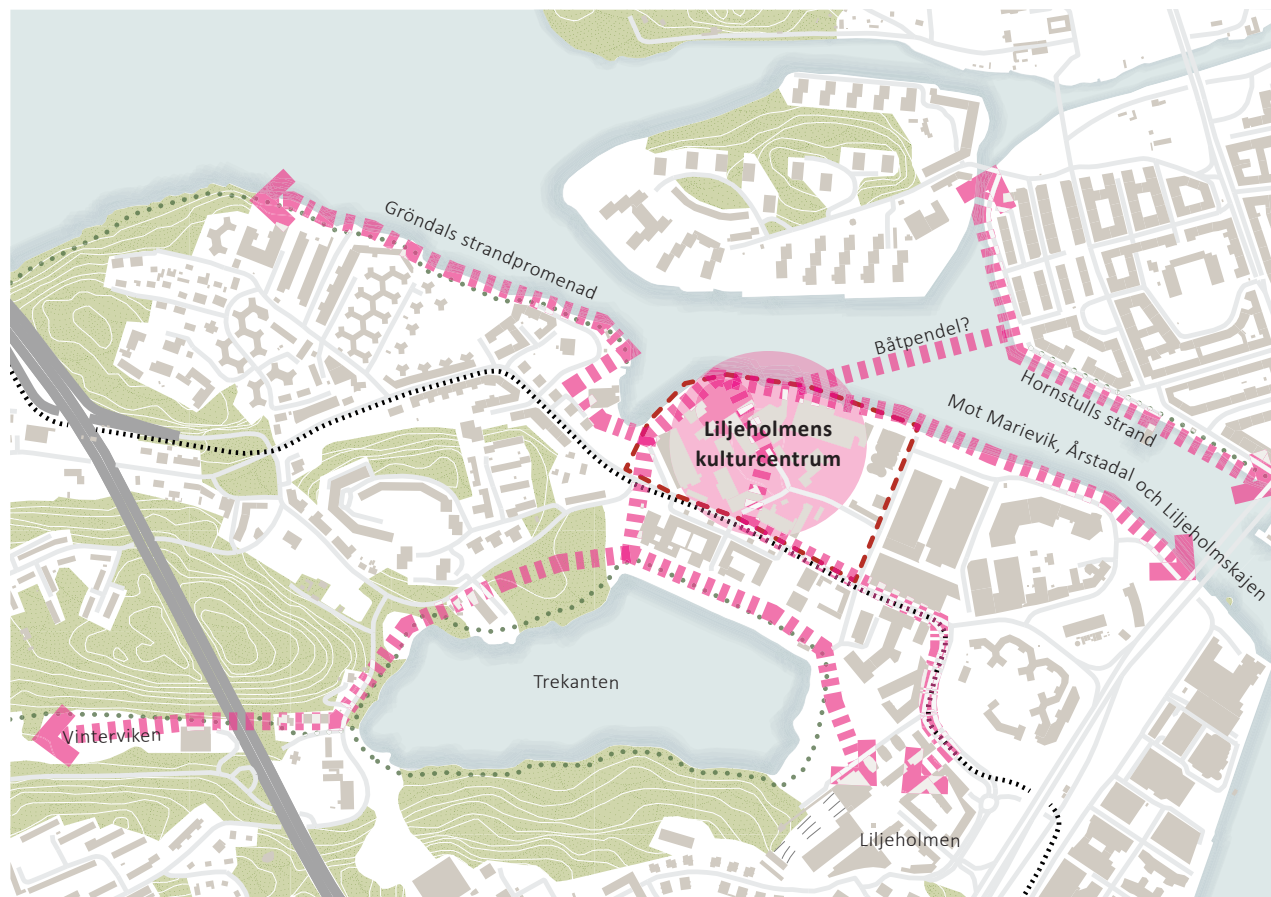 Gröndals strandpromenad
Båtpendel?
Hornstulls strand
Mot Marievik, Årstadal och Liljeholmskajen
Liljeholmens
kulturcentrum
Trekanten
Vinterviken
Liljeholmen